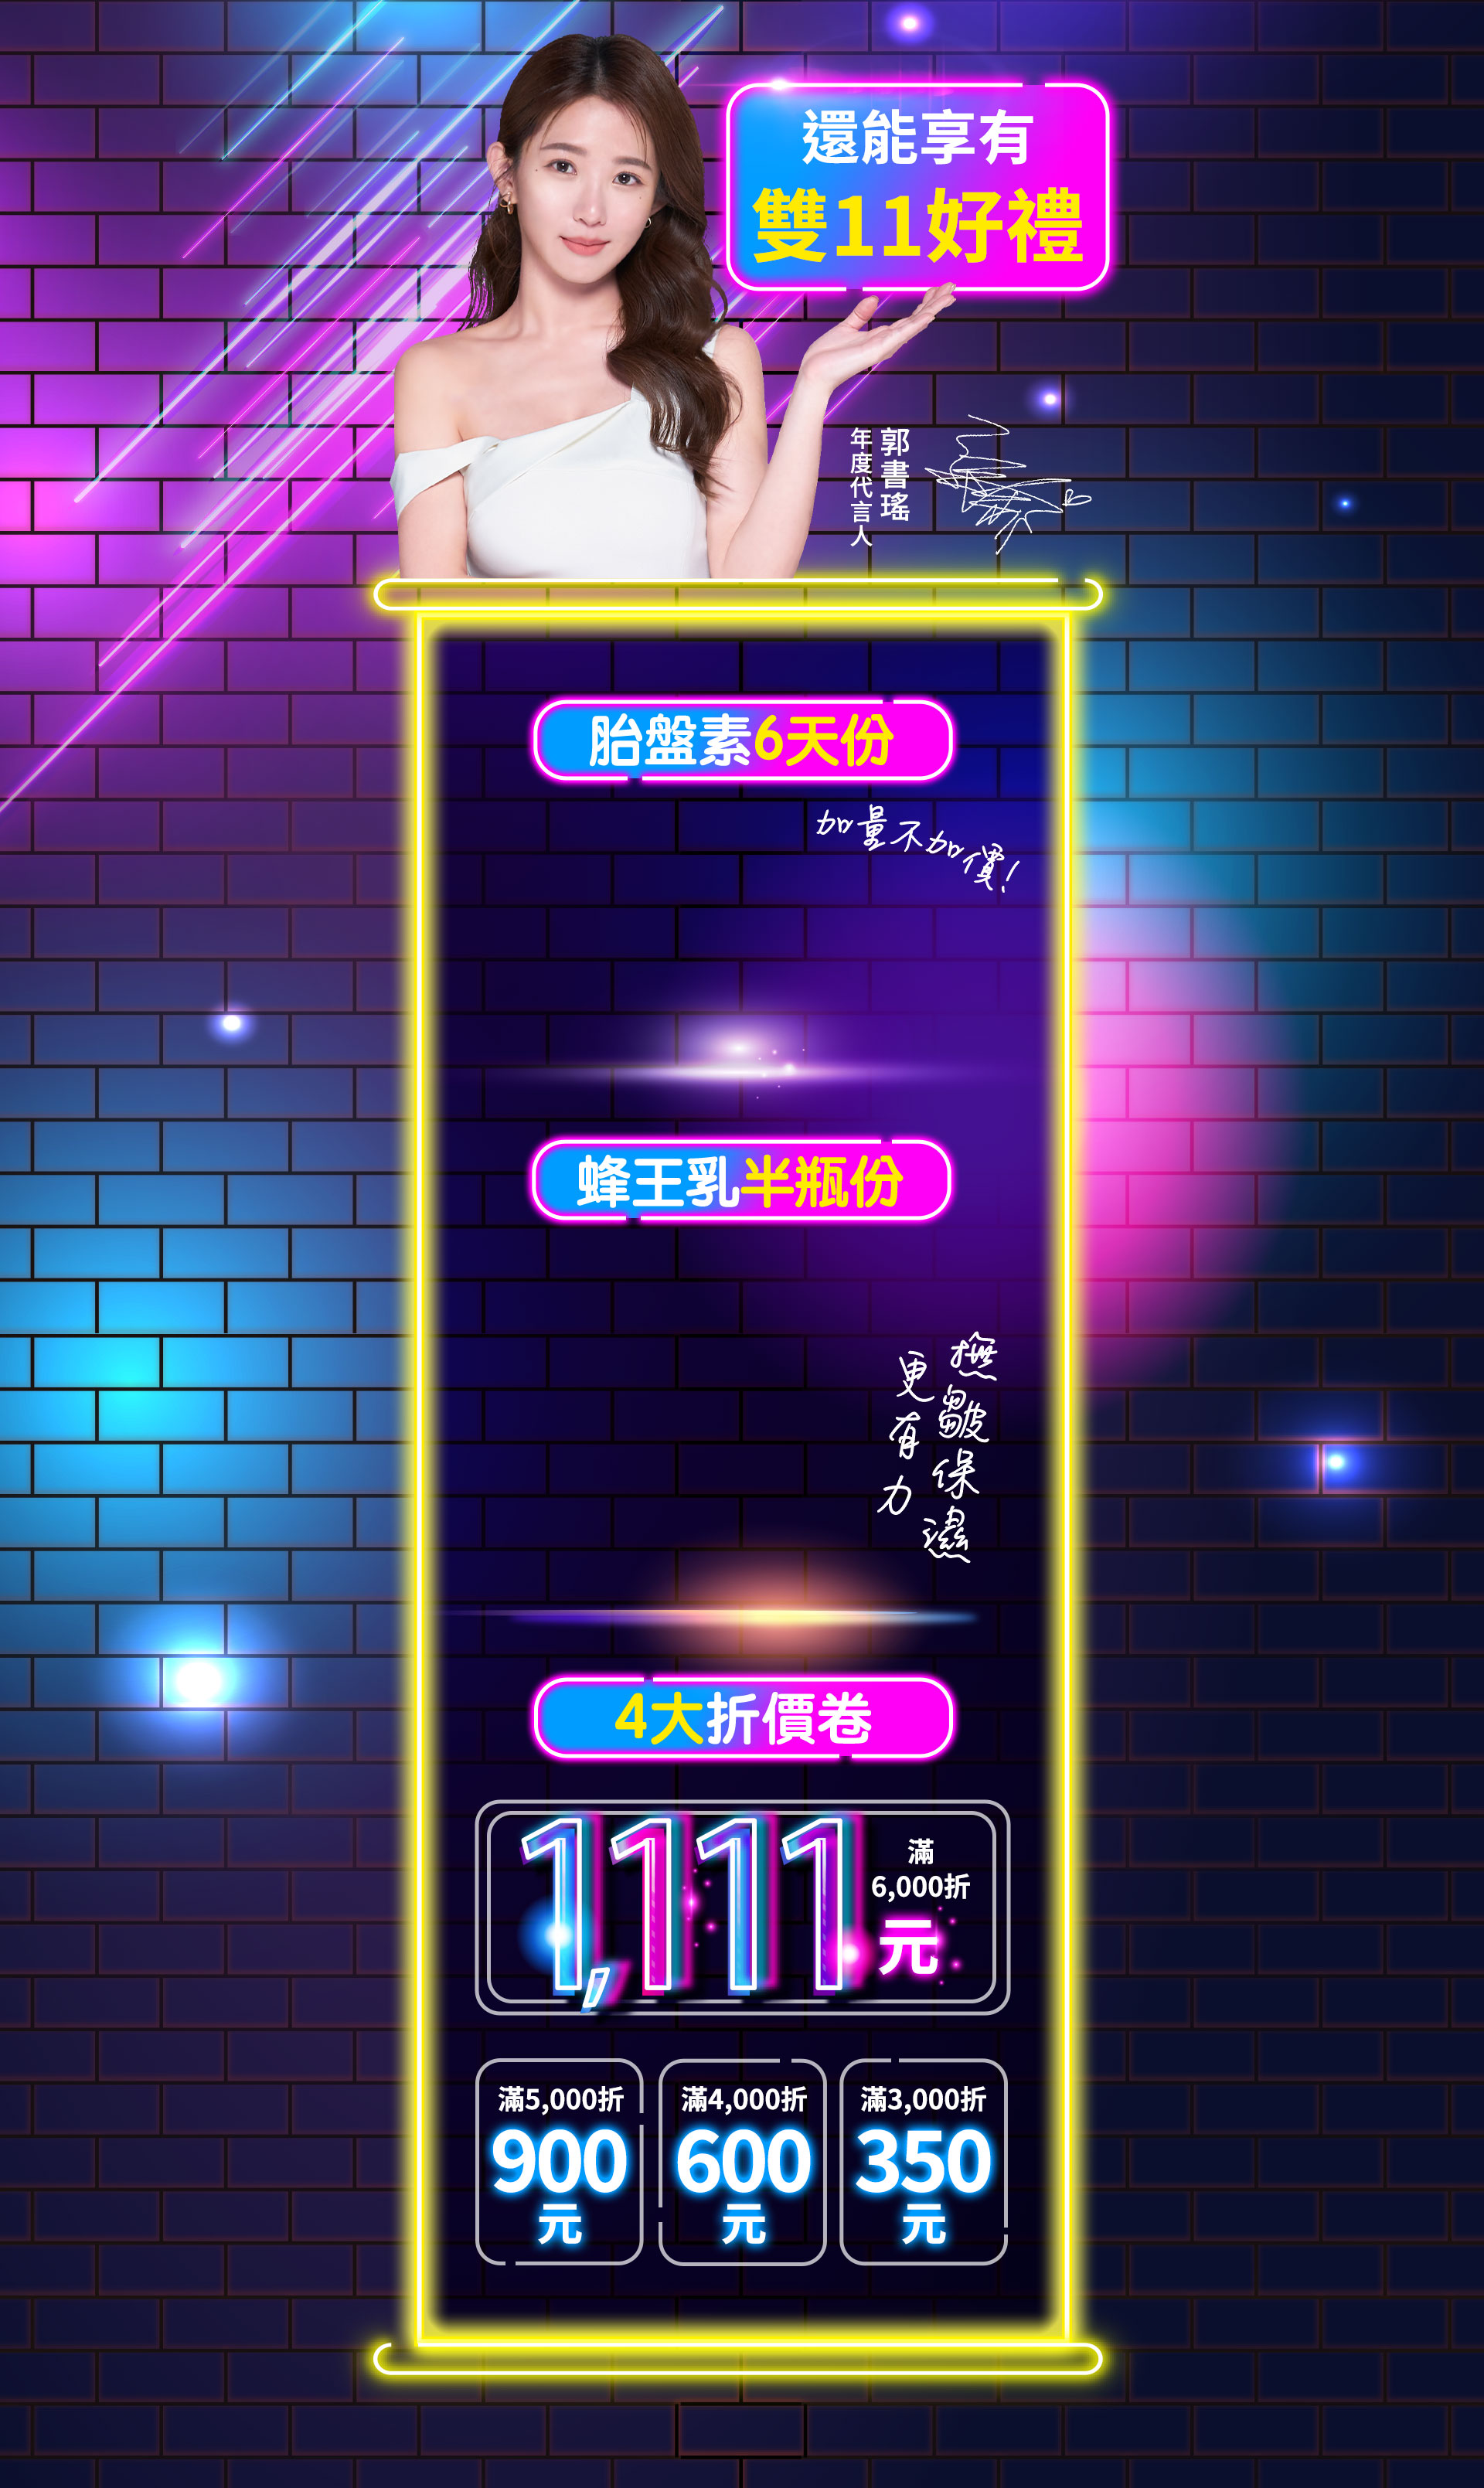 還能享有
雙11好禮
郭書瑤
年度代言人
胎盤素6天份
加量不加價!
蜂王乳半瓶份
撫皺保濕
更有力
4大折價卷
1,111
滿
6,000折
元
滿5,000折
900
元
滿4,000折
600
元
滿3,000折
350
元